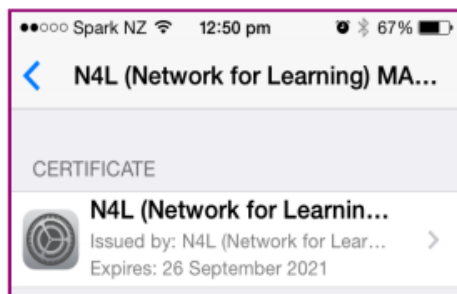 Spark NZ 12:50 pm 67%
N4L (Network for Learning) MA...
CERTIFICATE
N4L (Network for Learnin...
Issued by: N4L (Network for Lear...
Expires: 26 September 2021